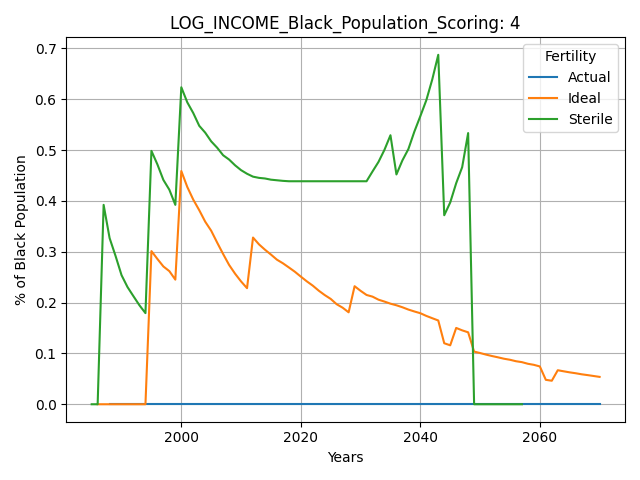 LOG_INCOME_Black_Population_Scoring: 4
Fertility
Actual
Ideal
Sterile
% of Black Population
0.7
0.6
0.5
0.4
0.3
0.2
0.1
0.0
2000
2020
2040
2060
Years